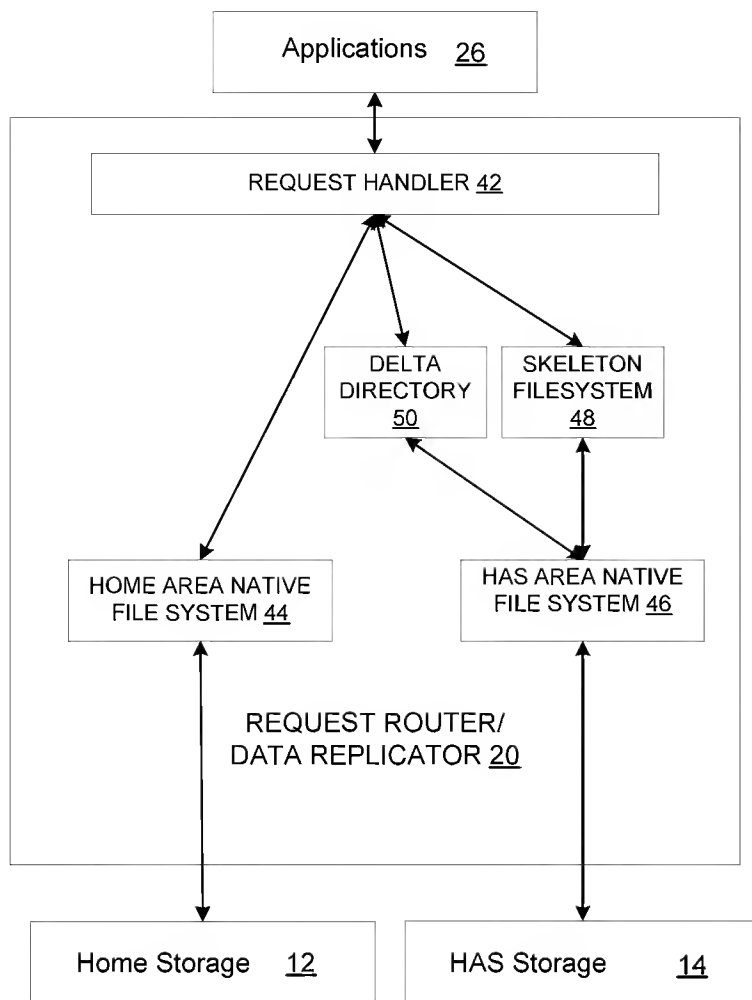 Applications 26
REQUEST HANDLER 42
DELTA
DIRECTORY
50
SKELETON
FILESYSTEM
48
HOME AREA NATIVE
FILE SYSTEM 44
HAS AREA NATIVE
FILE SYSTEM 46
REQUEST ROUTER/
DATA REPLICATOR 20
Home Storage 12
HAS Storage 14